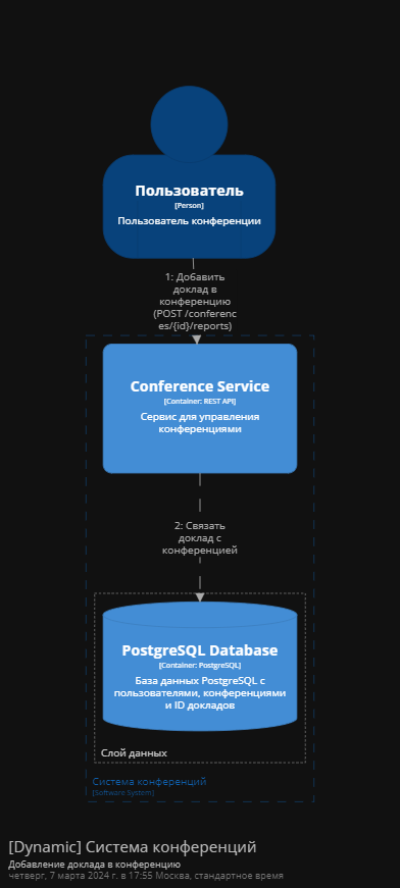 Пользователь
[Person]
Пользователь конференции
1: Добавить
доклад в
конференцию
(POST /conferenc
es/{id}/reports)
Conference Service
[Container: REST API]
Сервис для управления
конференциями
2: Связать
доклад с
конференцией
PostgreSQL Database
[Container: PostgreSQL]
База данных PostgreSQL с
пользователями, конференциями
и ID докладов
Слой данных
Система конференций
[Software System]
[Dynamic] Система конференций
Добавление доклада в конференцию
четверг, 7 марта 2024 г. в 17:55 Москва, стандартное время